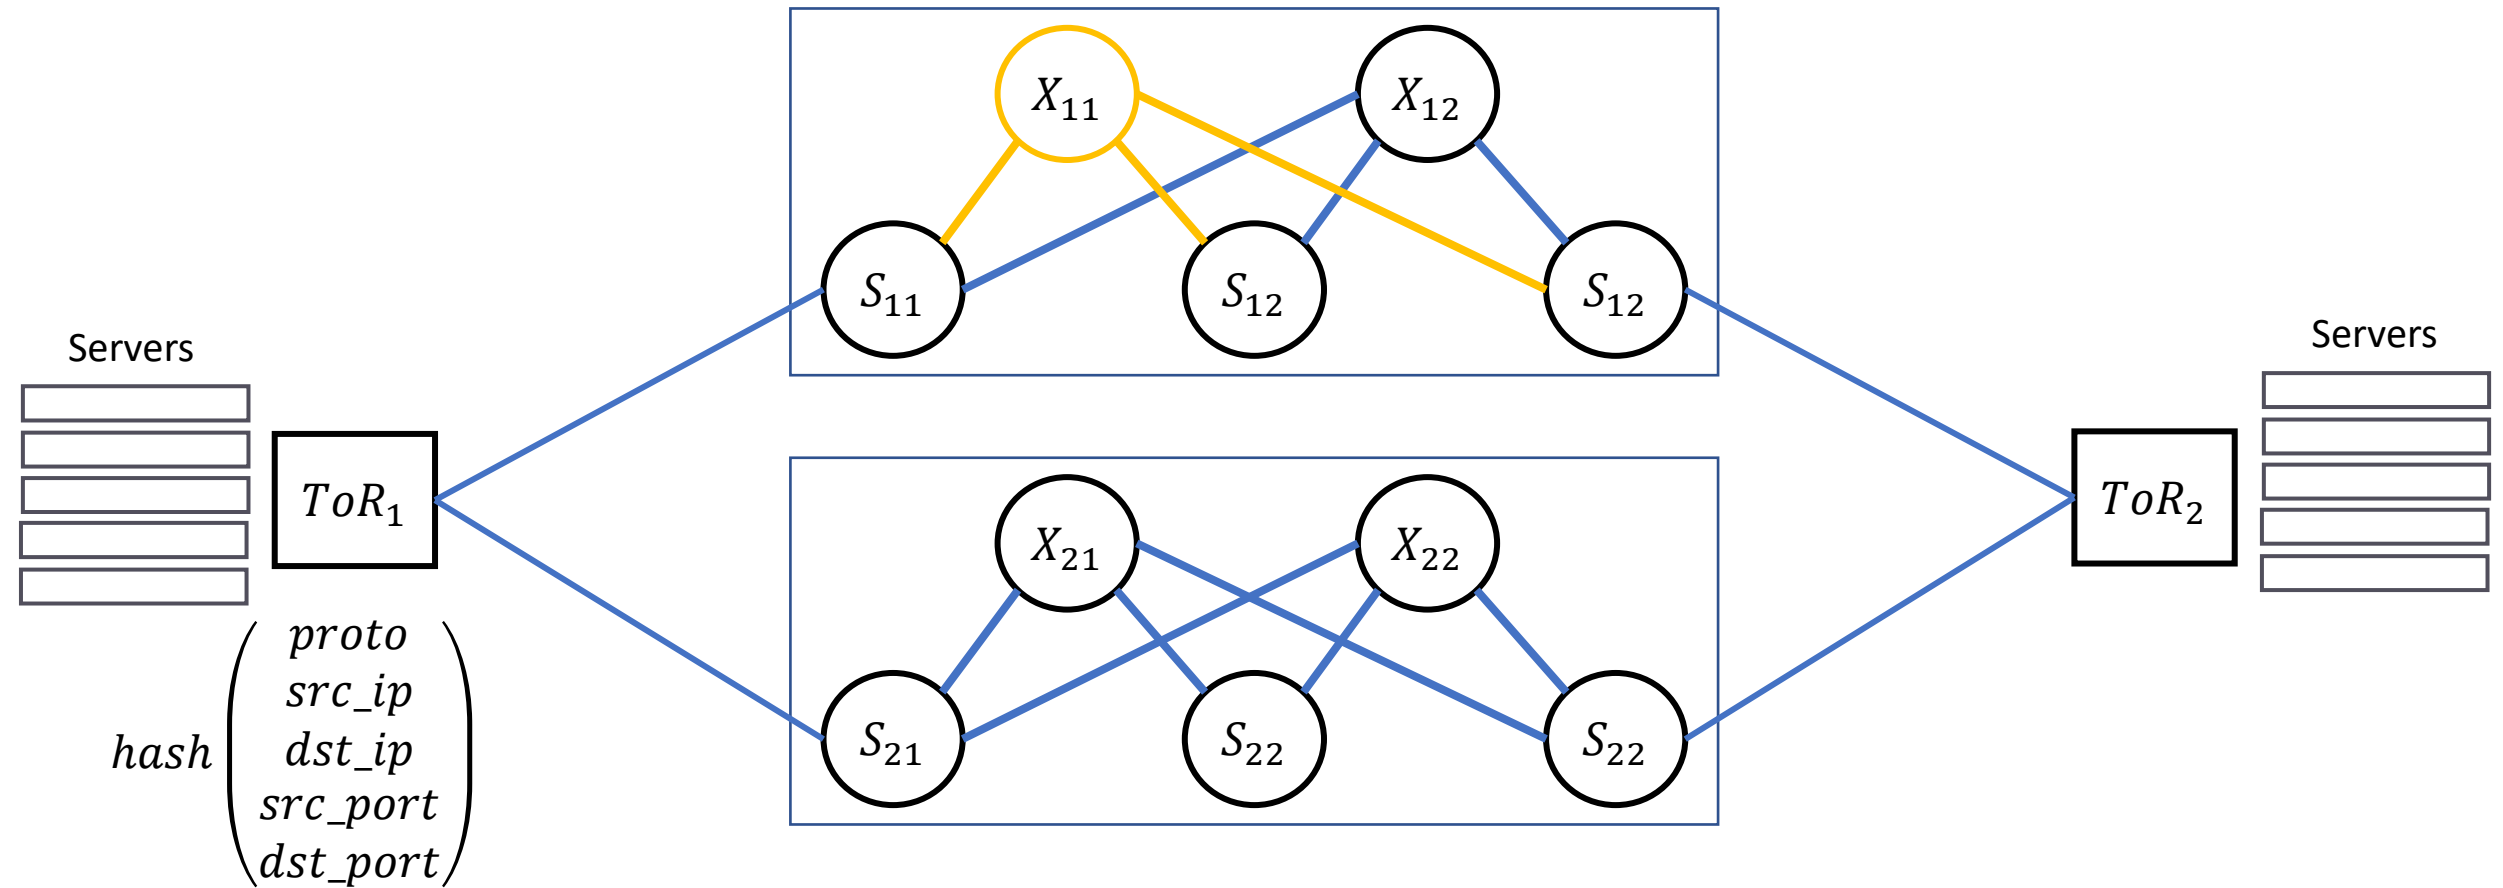 X₁₁
X₁₂
S₁₁
S₁₂
S₁₂
Servers
Servers
ToR₁
ToR₂
X₂₁
X₂₂
S₂₁
S₂₂
S₂₂
proto
src_ip
hash dst_ip
src_port
dst_port